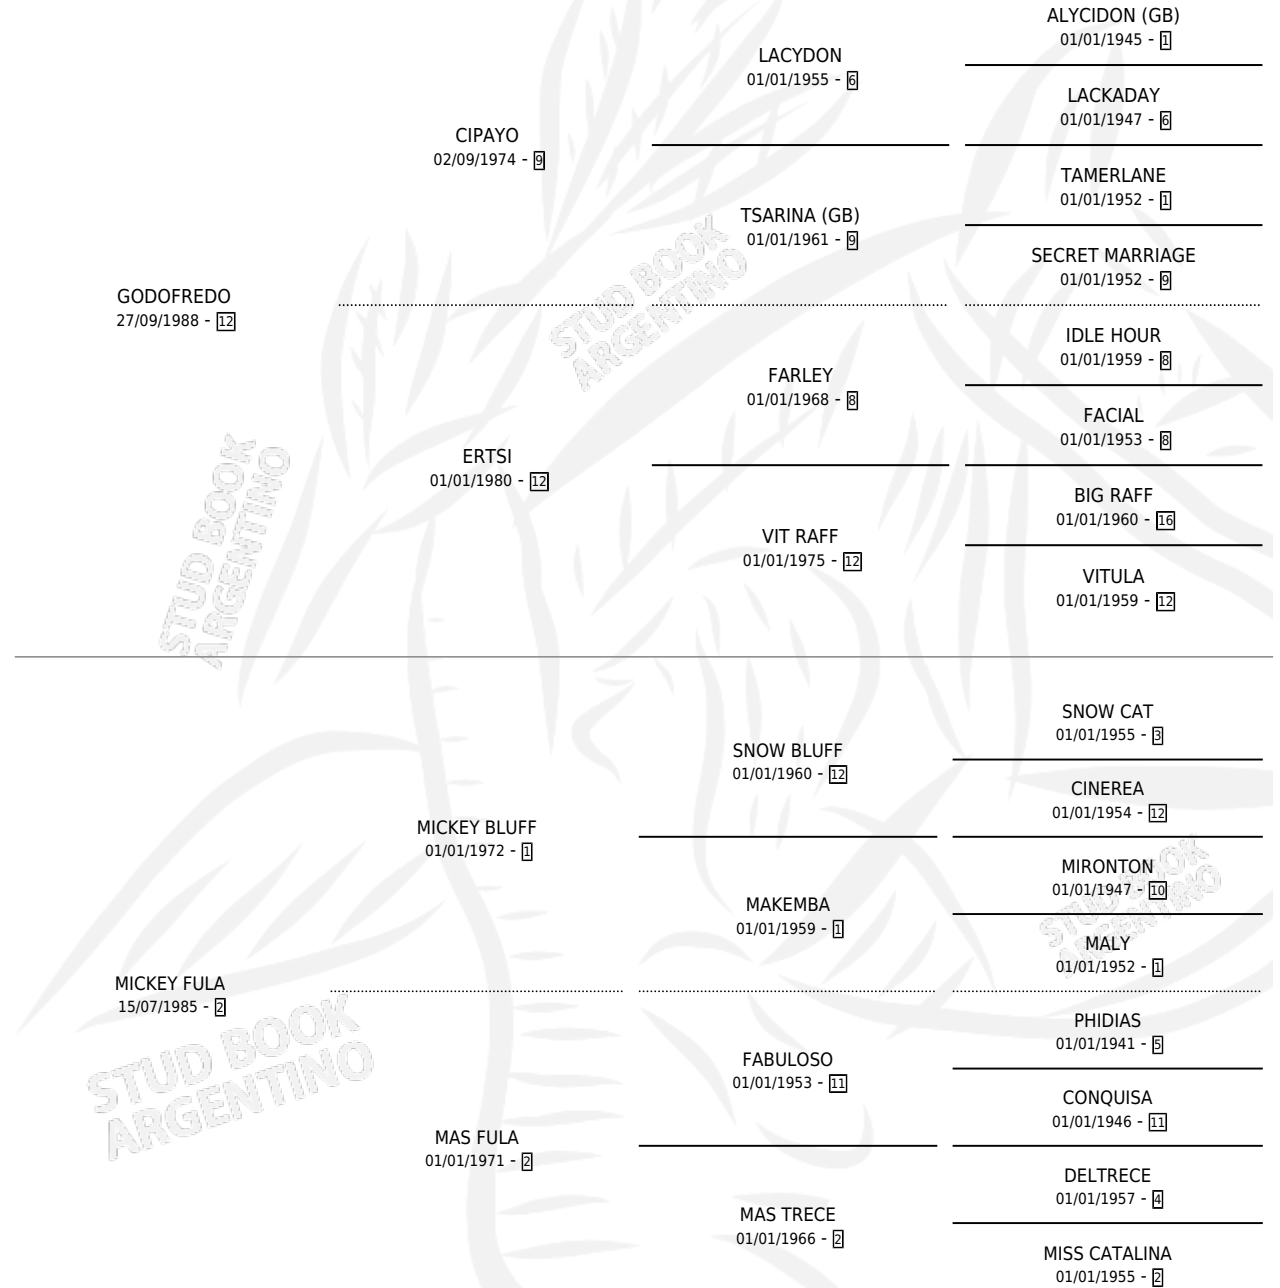 ALYCIDON (GB)
01/01/1945 - 1
LACYDON
01/01/1955 - 6
LACKADAY
01/01/1947 - 6
CIPAYO
02/09/1974 - 9
TAMERLANE
01/01/1952 - 1
TSARINA (GB)
01/01/1961 - 9
SECRET MARRIAGE
01/01/1952 - 9
GODOFREDO
27/09/1988 - 12
STUD BOOK
ARGENTINO
IDLE HOUR
01/01/1959 - 8
FARLEY
01/01/1968 - 8
FACIAL
01/01/1953 - 8
ERTSI
01/01/1980 - 12
BIG RAFF
01/01/1960 - 16
VIT RAFF
01/01/1975 - 12
VITULA
01/01/1959 - 12
STUD BOOK
ARGENTINO
SNOW CAT
01/01/1955 - 3
SNOW BLUFF
01/01/1960 - 12
CINEREA
01/01/1954 - 12
MICKEY BLUFF
01/01/1972 - 1
MIRONTON
01/01/1947 - 10
MAKEMBA
01/01/1959 - 1
MALY
01/01/1952 - 1
STUD BOOK
ARGENTINO
MICKEY FULA
15/07/1985 - 2
STUD BOOK
ARGENTINO
PHIDIAS
01/01/1941 - 5
FABULOSO
01/01/1953 - 11
CONQUISA
01/01/1946 - 11
MAS FULA
01/01/1971 - 2
DELTRECE
01/01/1957 - 4
MAS TRECE
01/01/1966 - 2
MISS CATALINA
01/01/1955 - 2